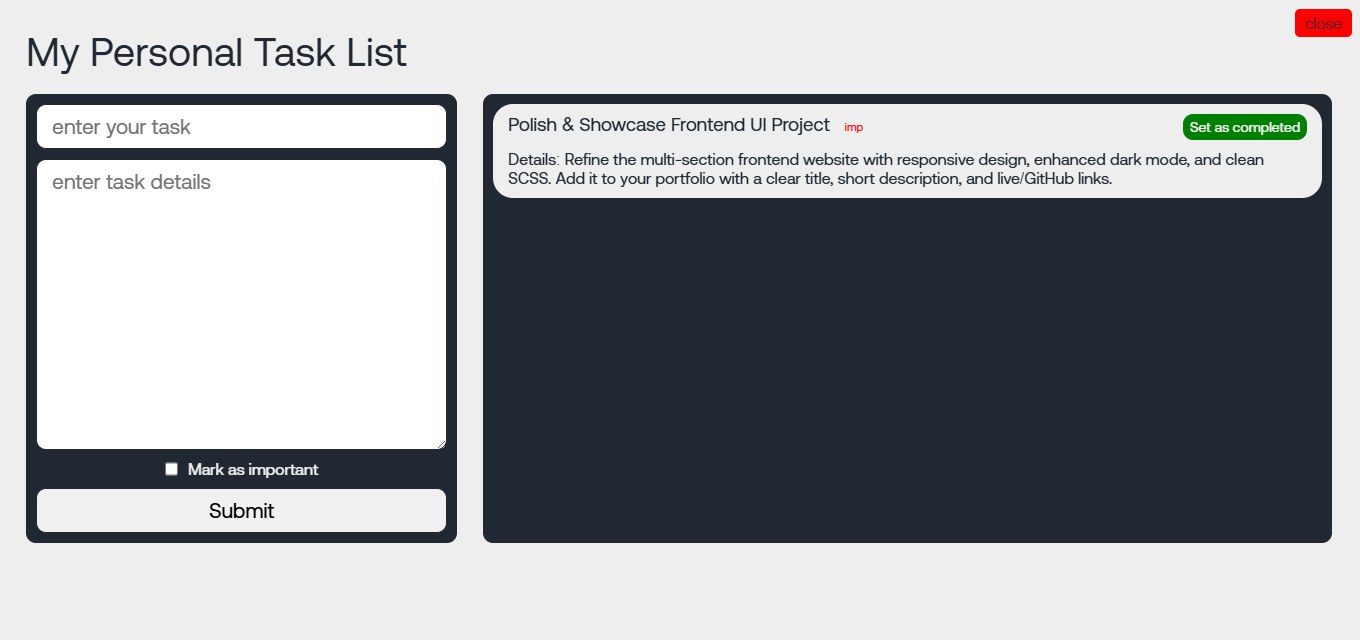 close
My Personal Task List
enter your task
enter task details
Mark as important
Submit
Polish & Showcase Frontend UI Project imp
Set as completed
Details: Refine the multi-section frontend website with responsive design, enhanced dark mode, and clean
SCSS. Add it to your portfolio with a clear title, short description, and live/GitHub links.